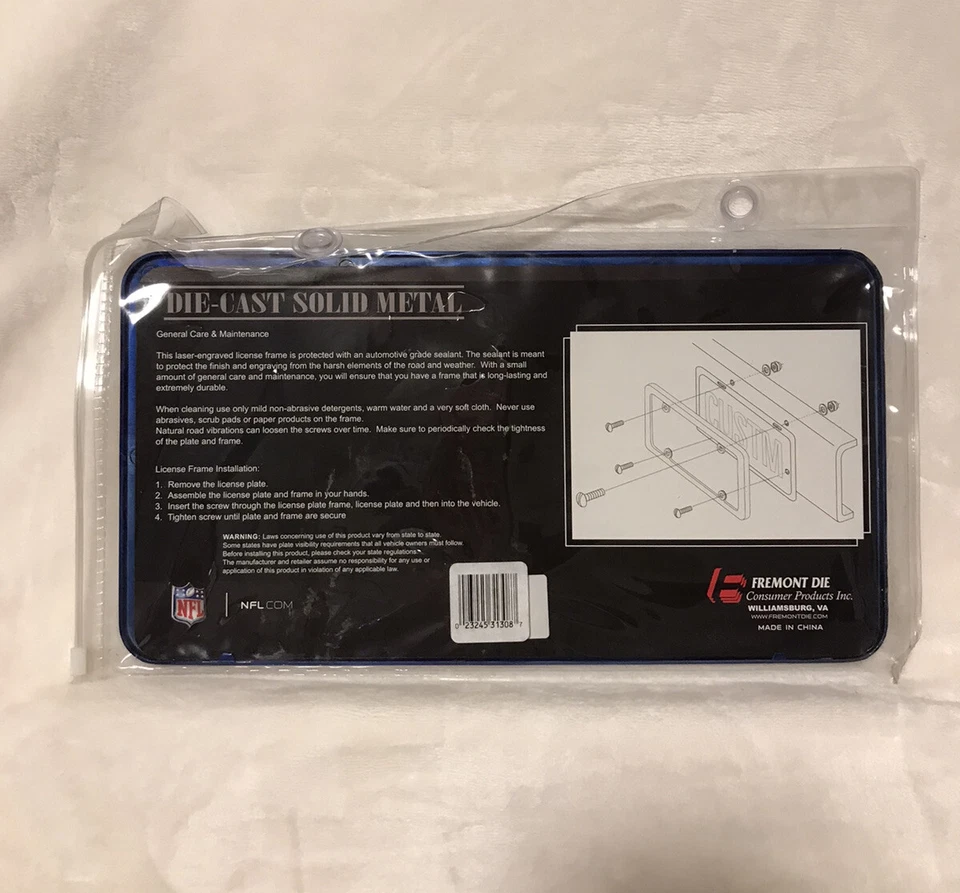 DIE-CAST SOLID METAL
General Care & Maintenance
This laser-engraved license frame is protected with an automotive grade sealant. The sealant is meant
to protect the finish and engraving from the harsh elements of the road and weather. With a small
amount of general care and maintenance, you will ensure that you have a frame that is long-lasting and
extremely durable.
When cleaning use only mild non-abrasive detergents, warm water and a very soft cloth. Never use
abrasives, scrub pads or paper products on the frame.
Natural road vibrations can loosen the screws over time. Make sure to periodically check the tightness
of the plate and frame.
License Frame Installation:
1. Remove the license plate.
2. Assemble the license plate and frame in your hands.
3. Insert the screw through the license plate frame, license plate and then into the vehicle.
4. Tighten screw until plate and frame are secure
WARNING: Laws concerning use of this product vary from state to state.
Some states have plate visibility requirements that all vehicle owners must follow.
Before installing this product, please check your state regulations.
The manufacturer and retailer assume no responsibility for any use or
application of this product in violation of any applicable law.
CUSTM
NFL
NFL.COM
0 23245 31308 7
FREMONT DIE
Consumer Products Inc.
WILLIAMSBURG, VA
WWW.FREMONTDIE.COM
MADE IN CHINA